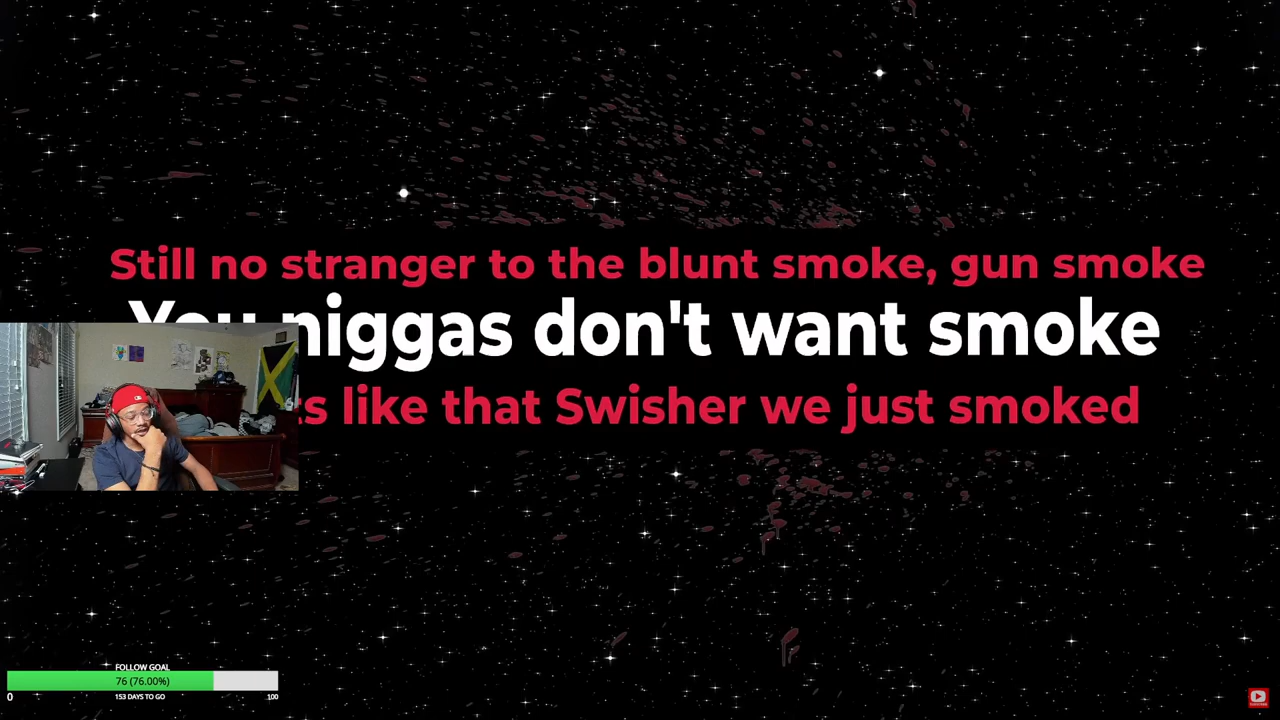 Still no stranger to the blunt smoke, gun smoke
You niggas don't want smoke
like that Swisher we just smoked
FOLLOW GOAL
76 (76.00%)
0
153 DAYS TO GO
100